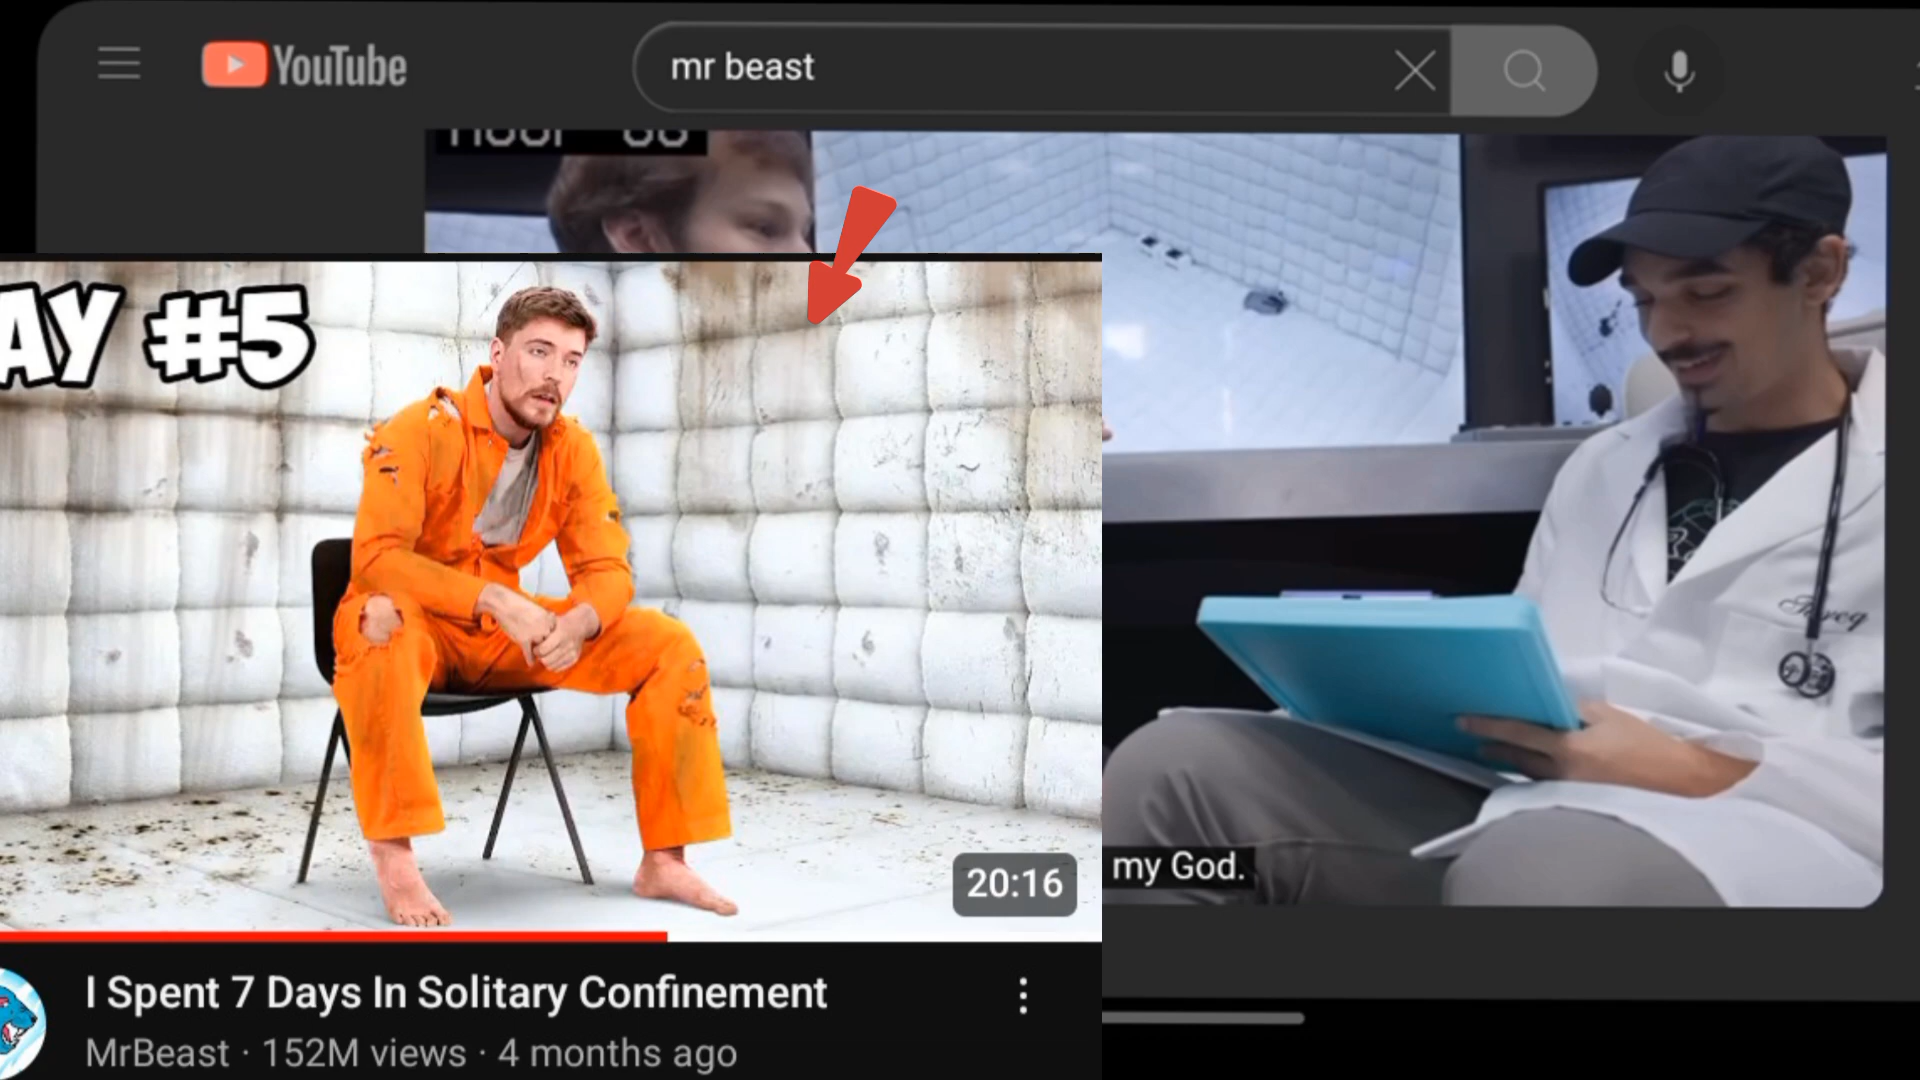 YouTube
mr beast
AY #5
my God.
20:16
I Spent 7 Days In Solitary Confinement
MrBeast · 152M views · 4 months ago